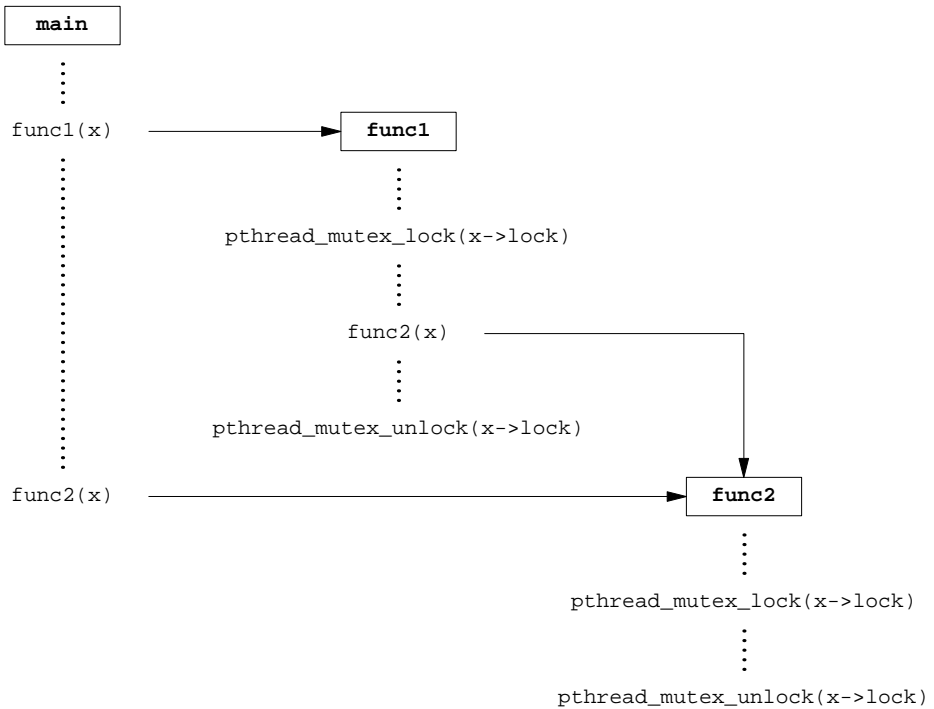 main
func1(x)
func1
pthread_mutex_lock(x->lock)
func2(x)
pthread_mutex_unlock(x->lock)
func2(x)
func2
pthread_mutex_lock(x->lock)
pthread_mutex_unlock(x->lock)